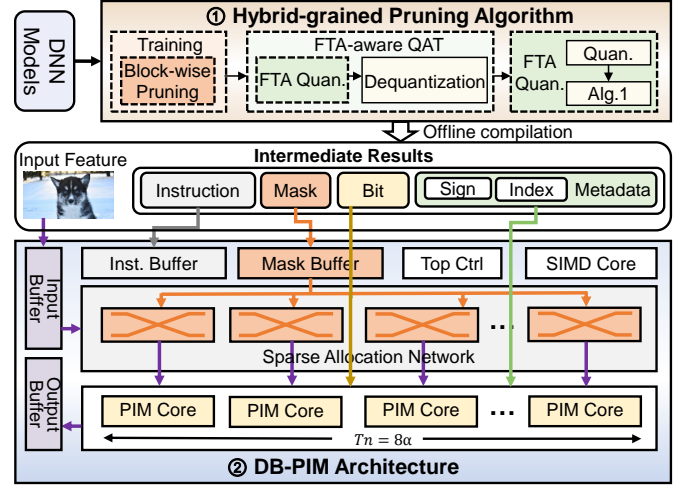 ① Hybrid-grained Pruning Algorithm
DNN
Models
Training
Block-wise
Pruning
FTA-aware QAT
FTA Quan.
Dequantization
FTA
Quan.
Quan.
Alg.1
Offline compilation
Input Feature
Intermediate Results
Instruction
Mask
Bit
Sign
Index
Metadata
Input
Buffer
Inst. Buffer
Mask Buffer
Top Ctrl
SIMD Core
...
Sparse Allocation Network
Output
Buffer
PIM Core
PIM Core
PIM Core
...
PIM Core
Tn = 8α
② DB-PIM Architecture